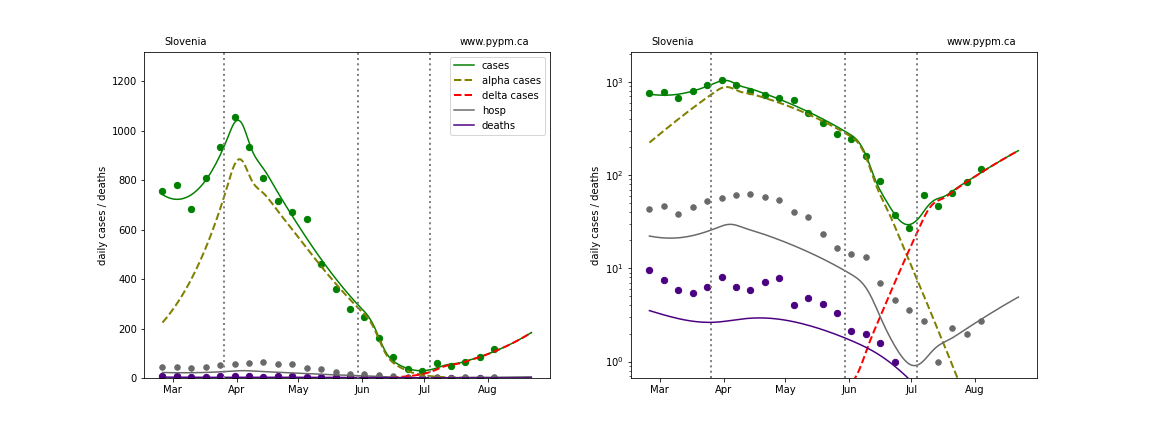 Slovenia www.pypm.ca
1200
1000
800
600
400
200
0
daily cases / deaths
cases
alpha cases
delta cases
hosp
deaths
Mar Apr May Jun Jul Aug
Slovenia www.pypm.ca
10³
10²
10¹
10⁰
daily cases / deaths
Mar Apr May Jun Jul Aug